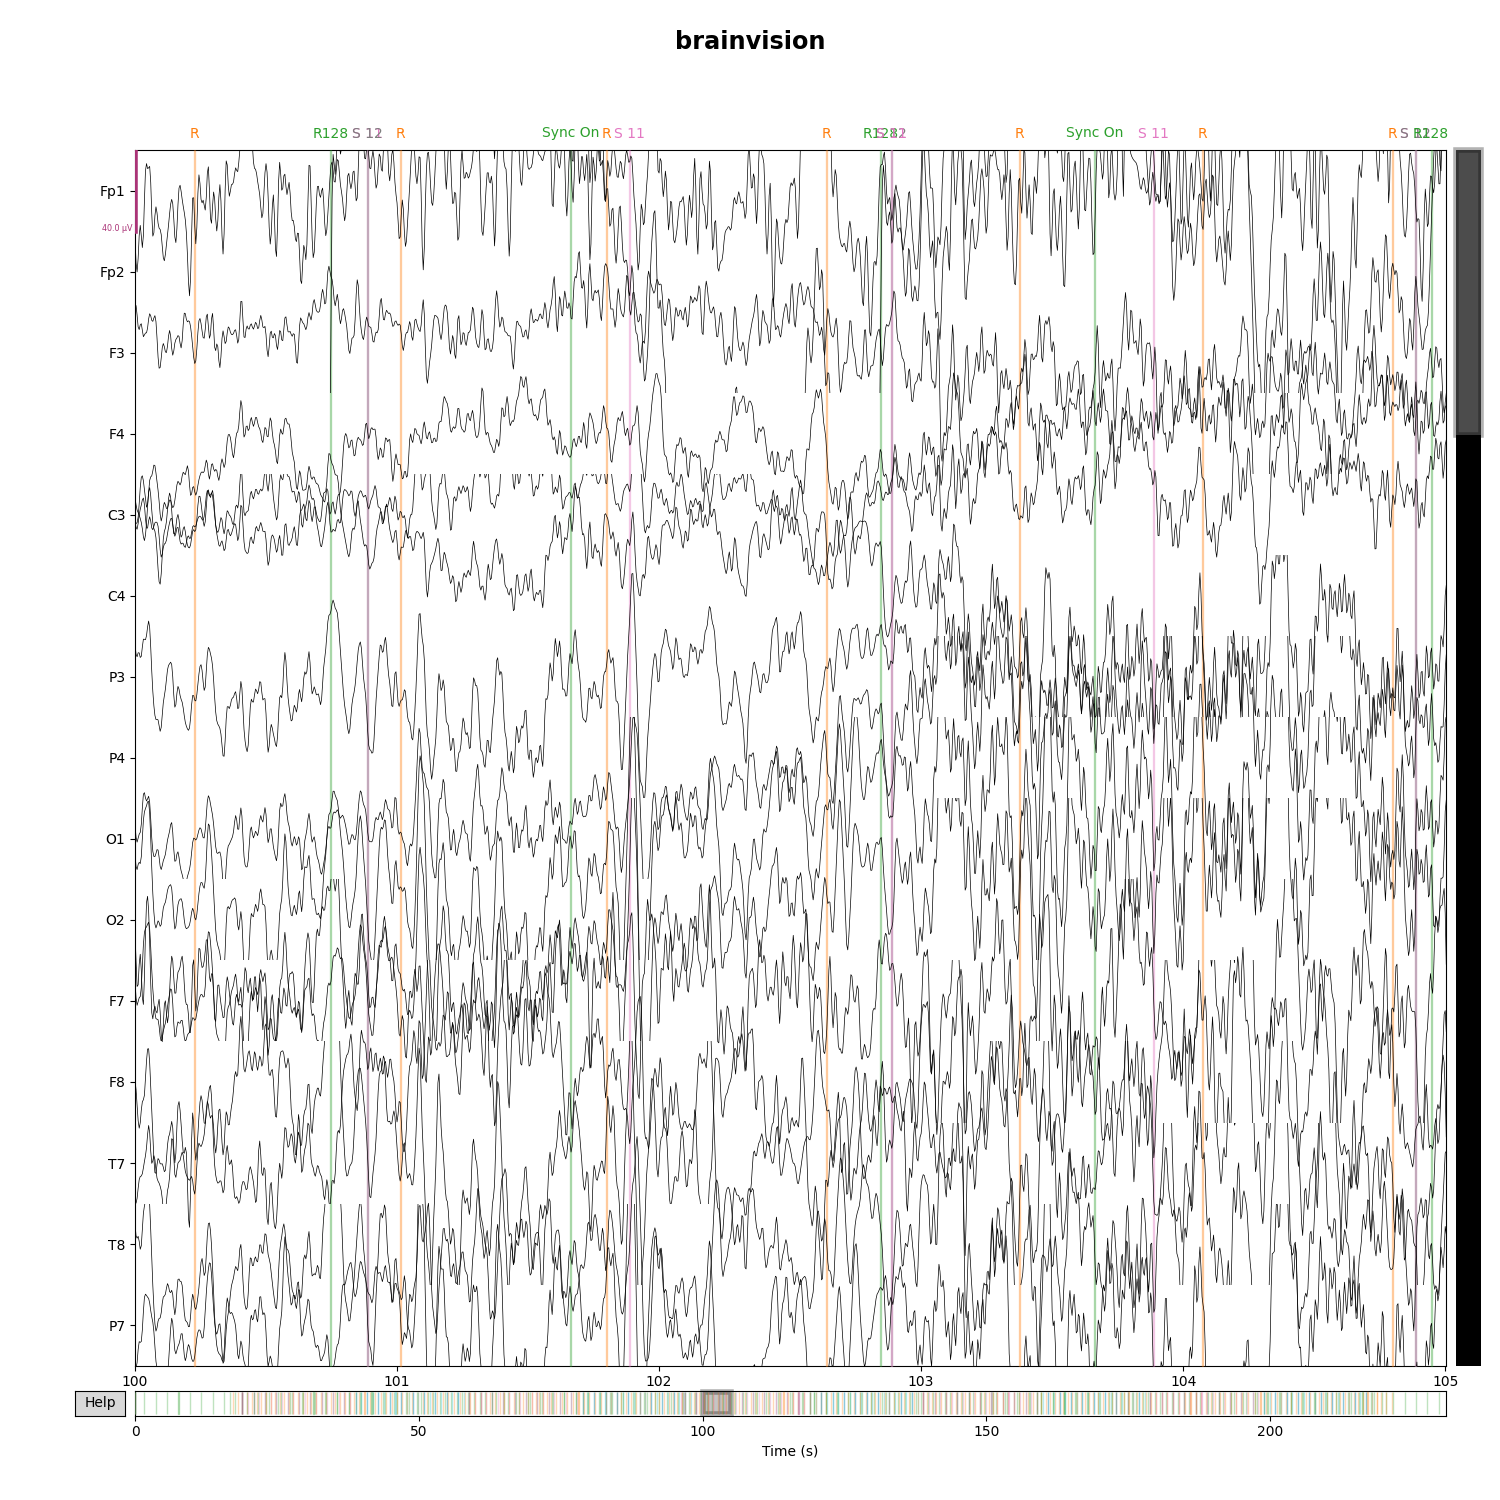 brainvision
R R128 S 12 R Sync On R S 11 R R128 R Sync On S 11 R R R128
Fp1
40.0 µV
Fp2
F3
F4
C3
C4
P3
P4
O1
O2
F7
F8
T7
T8
P7
100 101 102 103 104 105
Help
0 50 100 150 200
Time (s)